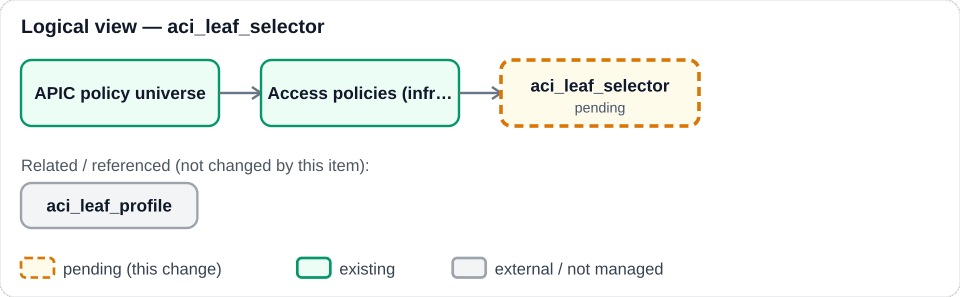 Logical view — aci_leaf_selector
APIC policy universe
Access policies (infr…
aci_leaf_selector
pending
Related / referenced (not changed by this item):
aci_leaf_profile
pending (this change)
existing
external / not managed